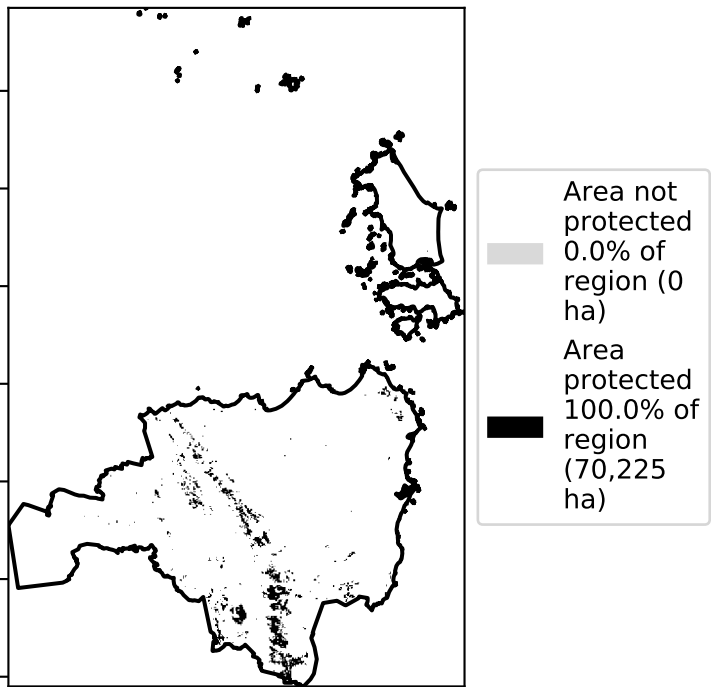 Area not
protected
0.0% of
region (0
ha)
Area
protected
100.0% of
region
(70,225
ha)